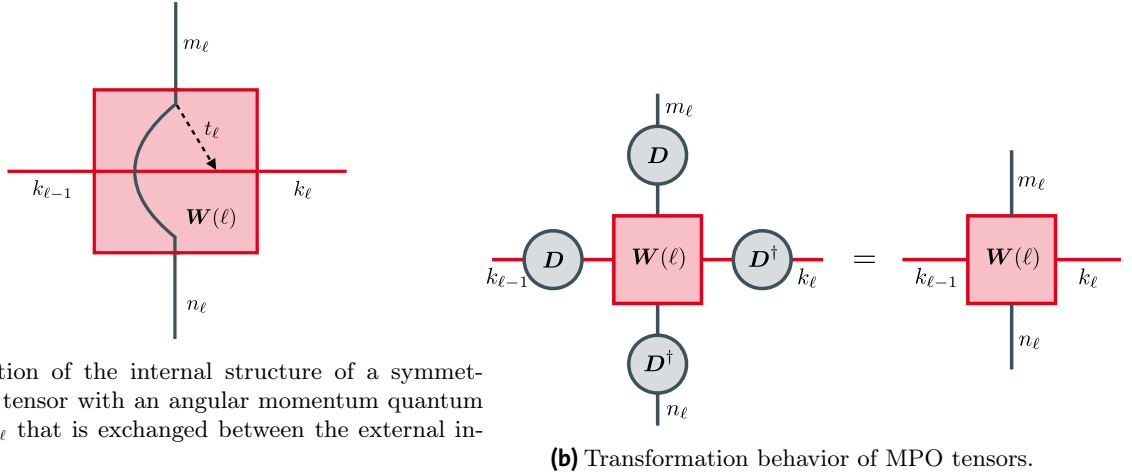 m_ℓ
t_ℓ
k_{ℓ−1}
k_ℓ
W(ℓ)
n_ℓ
tion of the internal structure of a symmet-
tensor with an angular momentum quantum
ℓ that is exchanged between the external in-
m_ℓ
D
k_{ℓ−1} D W(ℓ) D† k_ℓ
D†
n_ℓ
=
m_ℓ
k_{ℓ−1} W(ℓ) k_ℓ
n_ℓ
(b) Transformation behavior of MPO tensors.